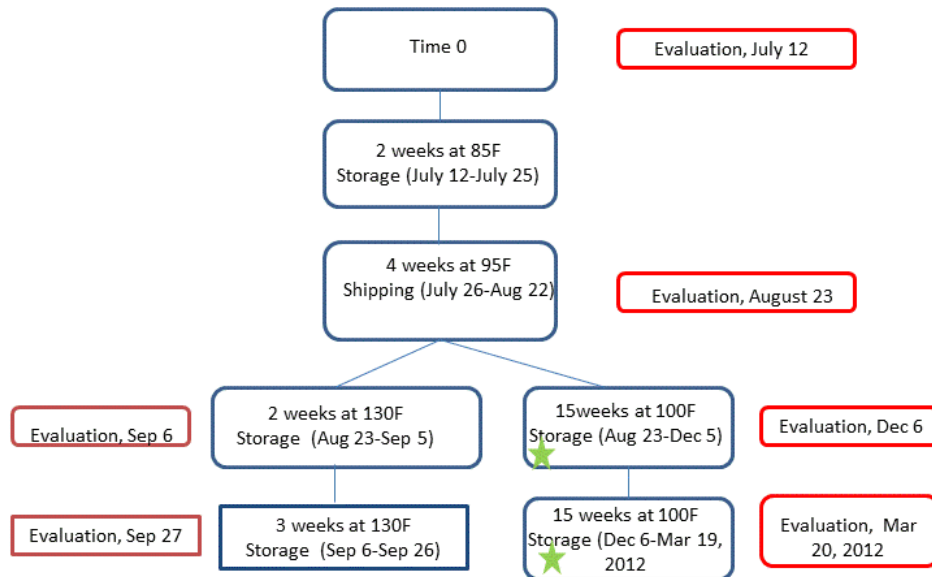 Time 0
Evaluation, July 12
2 weeks at 85F
Storage (July 12-July 25)
4 weeks at 95F
Shipping (July 26-Aug 22)
Evaluation, August 23
Evaluation, Sep 6
2 weeks at 130F
Storage (Aug 23-Sep 5)
15weeks at 100F
Storage (Aug 23-Dec 5)
Evaluation, Dec 6
Evaluation, Sep 27
3 weeks at 130F
Storage (Sep 6-Sep 26)
15 weeks at 100F
Storage (Dec 6-Mar 19,
2012
Evaluation, Mar
20, 2012